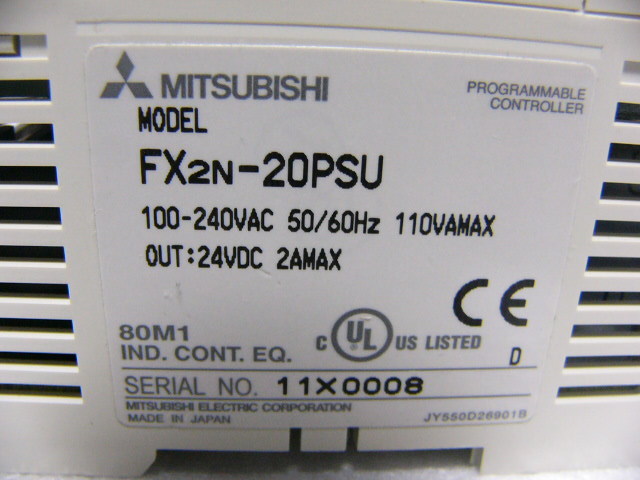 MITSUBISHI
PROGRAMMABLE
CONTROLLER
MODEL
FX2N-20PSU
100-240VAC 50/60Hz 110VAMAX
OUT:24VDC 2AMAX
CE
80M1
IND. CONT. EQ.
C UL US LISTED
D
SERIAL NO. 11X0008
MITSUBISHI ELECTRIC CORPORATION
MADE IN JAPAN
JY550D26901B